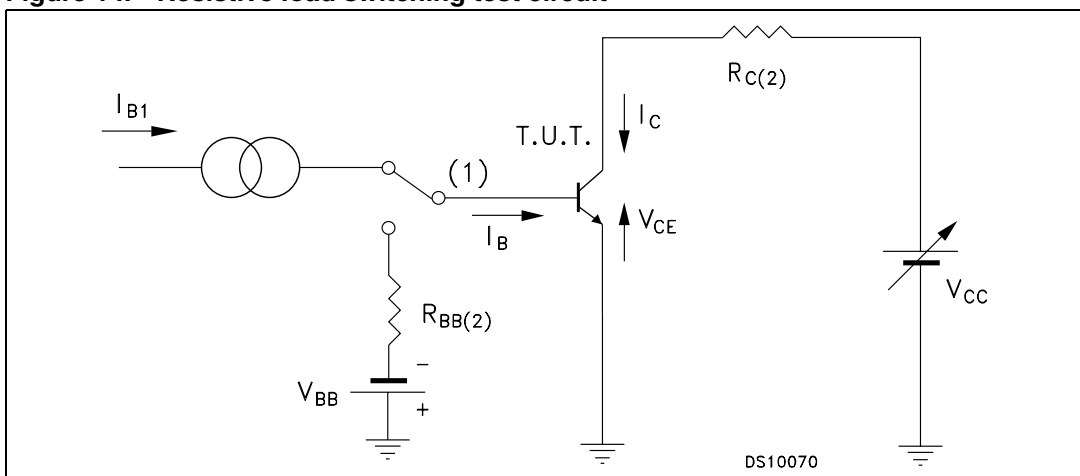 Figure 14. Resistive load switching test circuit
R_C(2)
I_B1
I_C
T.U.T.
(1)
V_CE
I_B
V_CC
R_BB(2)
−
V_BB
+
DS10070